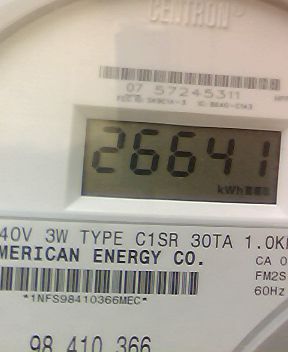 CENTRON
07 57245311
26641
kWh
40V 3W TYPE C1SR 30TA 1.0K
MERICAN ENERGY CO.
CA 0
FM2S
60Hz
*1NFS98410366MEC*
98 410 366